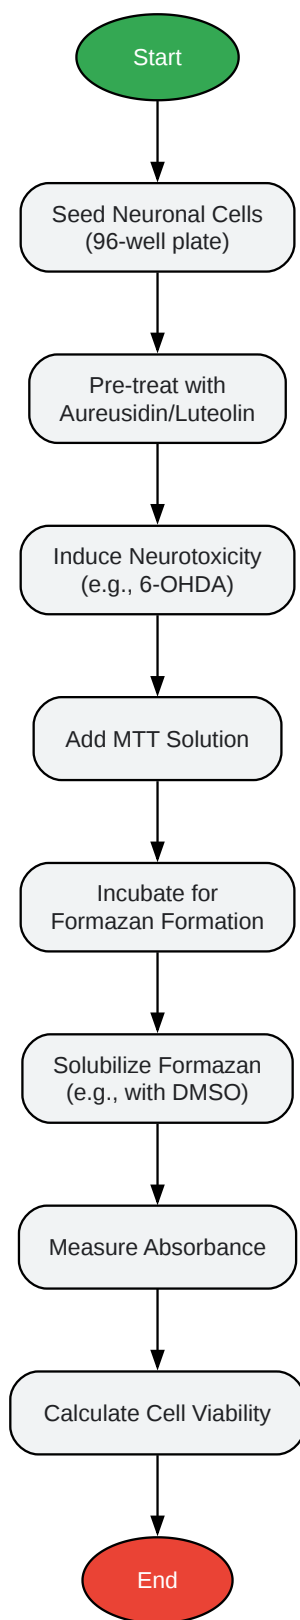 Start
Seed Neuronal Cells
(96-well plate)
Pre-treat with
Aureusidin/Luteolin
Induce Neurotoxicity
(e.g., 6-OHDA)
Add MTT Solution
Incubate for
Formazan Formation
Solubilize Formazan
(e.g., with DMSO)
Measure Absorbance
Calculate Cell Viability
End